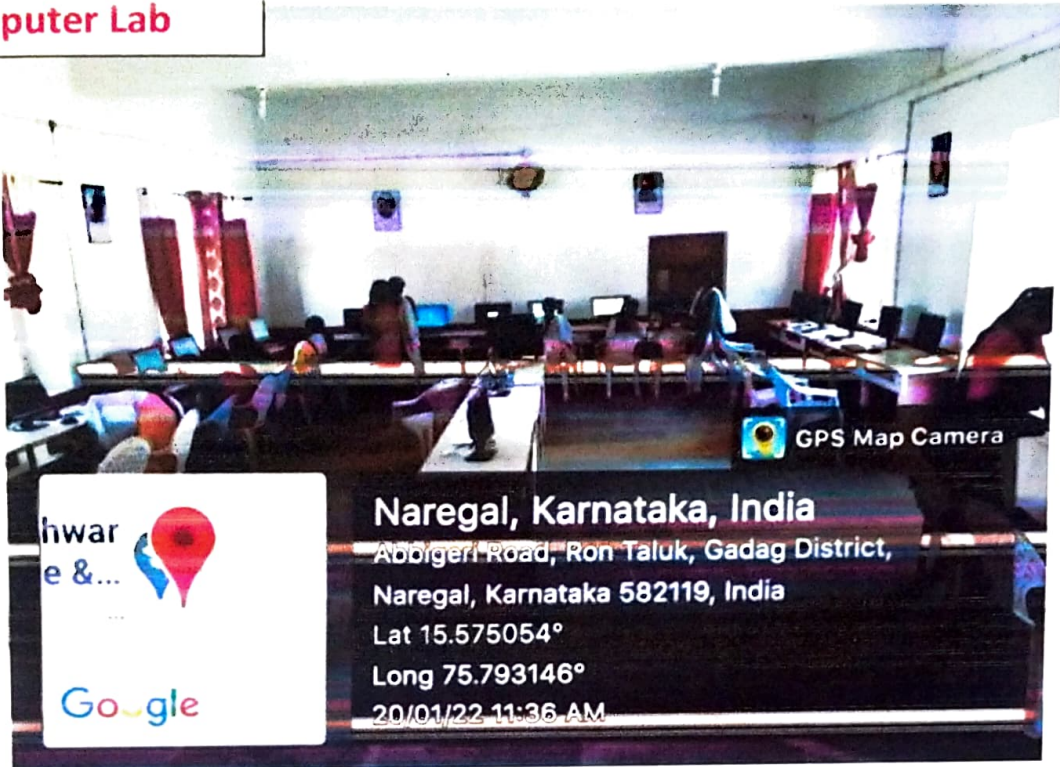 puter Lab
GPS Map Camera
hwar
e &...
...
Google
Naregal, Karnataka, India
Abbigeri Road, Ron Taluk, Gadag District,
Naregal, Karnataka 582119, India
Lat 15.575054°
Long 75.793146°
20/01/22 11:36 AM